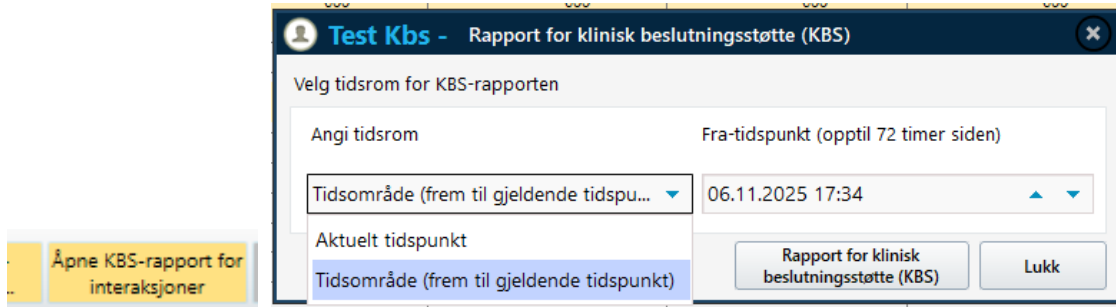 Test Kbs - Rapport for klinisk beslutningsstøtte (KBS)
Velg tidsrom for KBS-rapporten
Angi tidsrom
Fra-tidspunkt (opptil 72 timer siden)
Tidsområde (frem til gjeldende tidspu...
06.11.2025 17:34
Aktuelt tidspunkt
Tidsområde (frem til gjeldende tidspunkt)
Rapport for klinisk
beslutningsstøtte (KBS)
Lukk
Åpne KBS-rapport for
interaksjoner